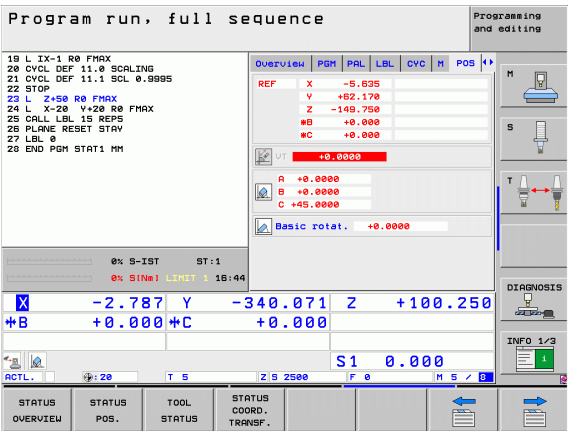 Program run, full sequence
Programming
and editing
19 L IX-1 R0 FMAX
20 CYCL DEF 11.0 SCALING
21 CYCL DEF 11.1 SCL 0.9995
22 STOP
23 L Z+50 R0 FMAX
24 L X-20 Y+20 R0 FMAX
25 CALL LBL 15 REP5
26 PLANE RESET STAY
27 LBL 0
28 END PGM STAT1 MM
Overview PGM PAL LBL CYC M POS
REF X -5.635
Y +62.170
Z -149.750
*B +0.000
*C +0.000
VT +0.0000
A +0.0000
B +0.0000
C +45.0000
Basic rotat. +0.0000
0% S-IST ST:1
0% S[Nm] LIMIT 1 16:44
X -2.787 Y -340.071 Z +100.250
*B +0.000 *C +0.000
S1 0.000
ACTL. 20 T 5 Z S 2500 F 0 M 5 / 8
M
S
T
DIAGNOSIS
INFO 1/3
STATUS
OVERVIEW
STATUS
POS.
TOOL
STATUS
STATUS
COORD.
TRANSF.